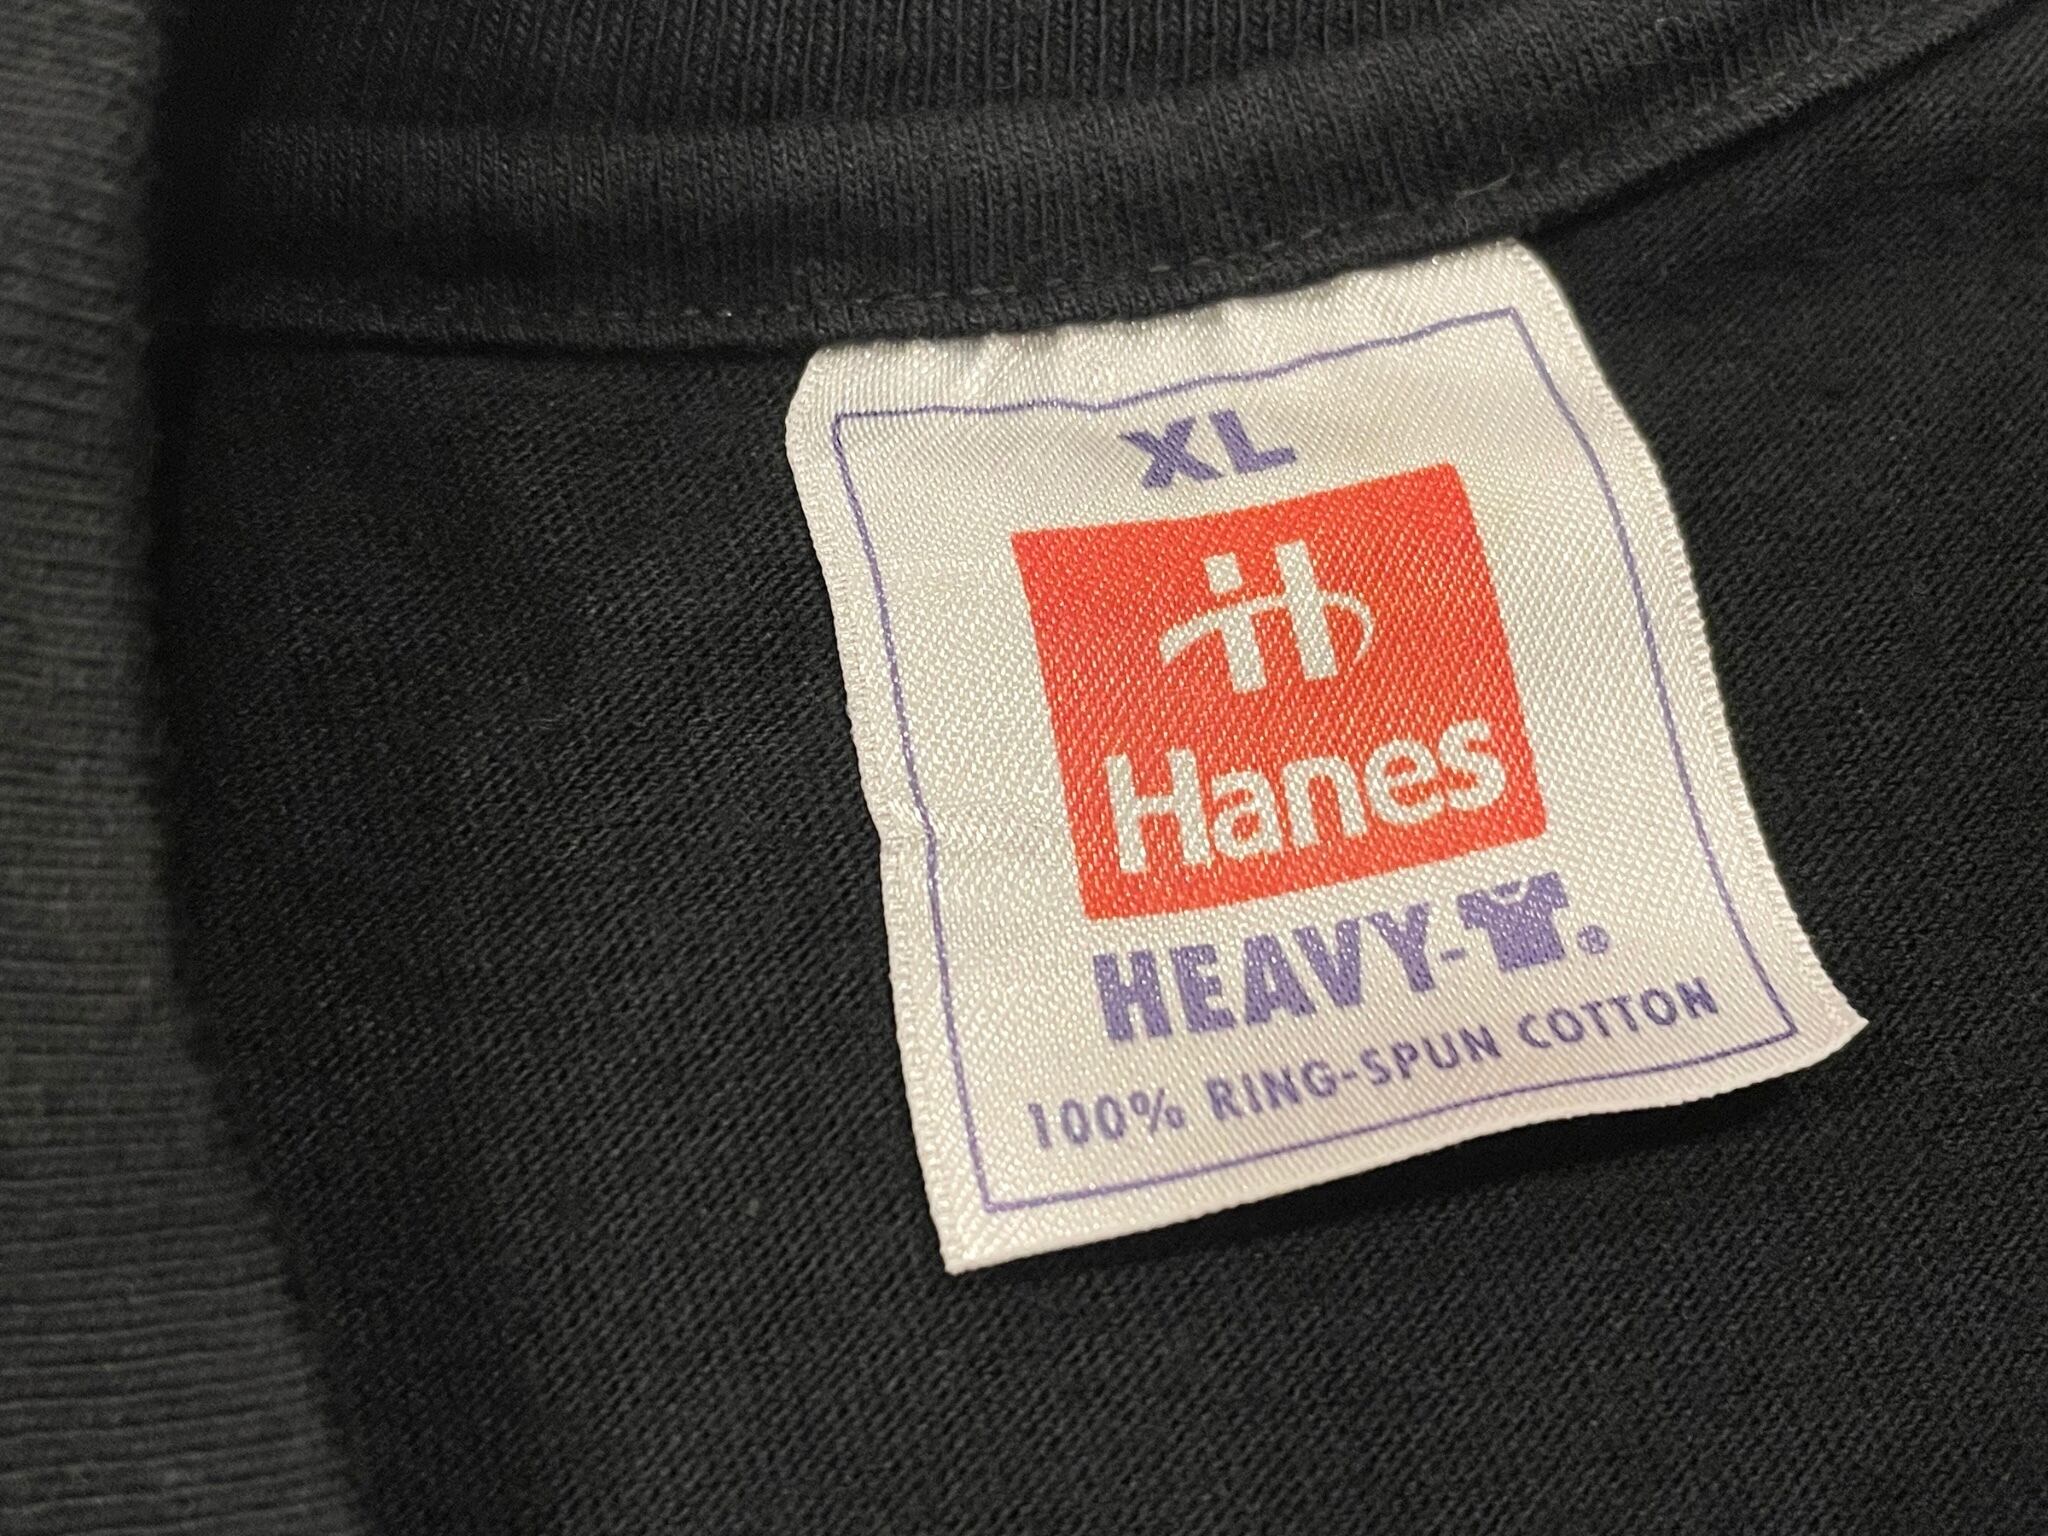 XL
Hanes
HEAVY-T®
100% RING-SPUN COTTON